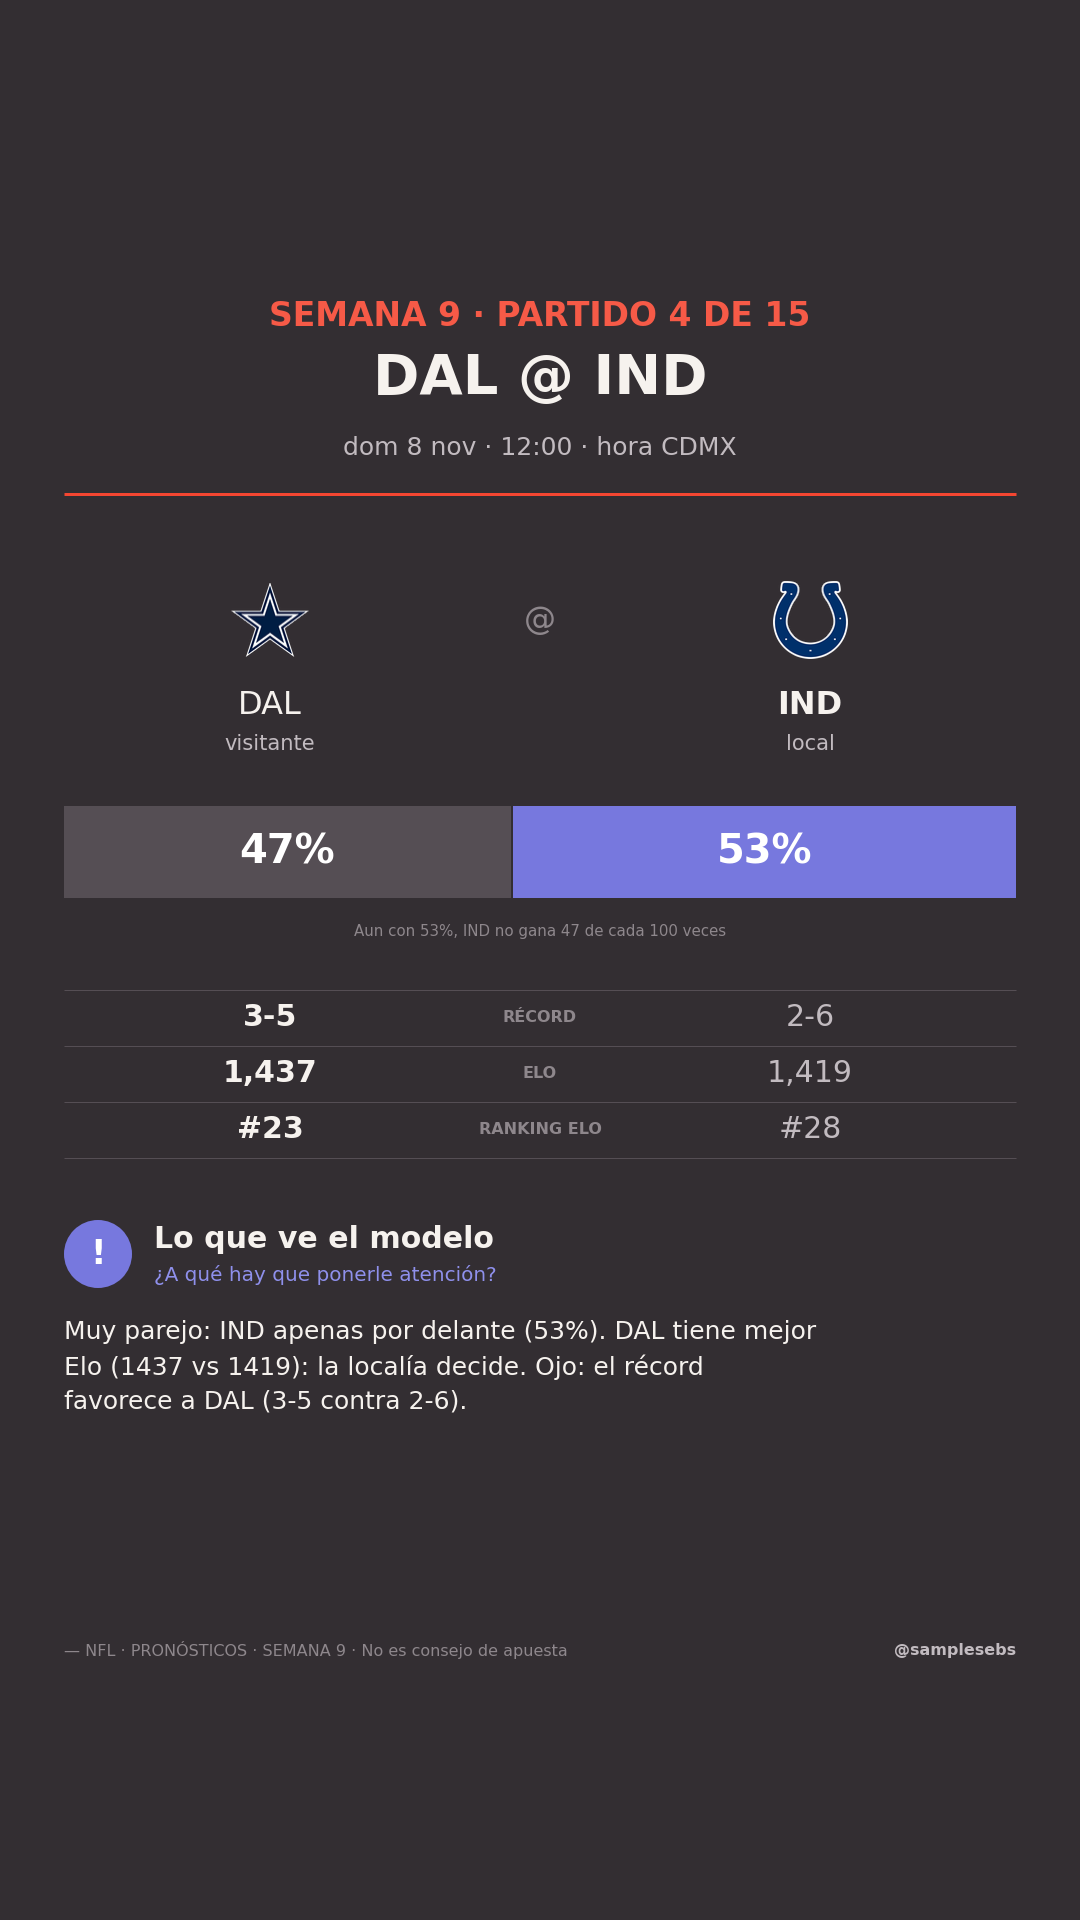 SEMANA 9 · PARTIDO 4 DE 15
DAL @ IND
dom 8 nov · 12:00 · hora CDMX
@
DAL
IND
visitante
local
47%
53%
Aun con 53%, IND no gana 47 de cada 100 veces
3-5 RÉCORD 2-6
1,437 ELO 1,419
#23 RANKING ELO #28
!
Lo que ve el modelo
¿A qué hay que ponerle atención?
Muy parejo: IND apenas por delante (53%). DAL tiene mejor
Elo (1437 vs 1419): la localía decide. Ojo: el récord
favorece a DAL (3-5 contra 2-6).
— NFL · PRONÓSTICOS · SEMANA 9 · No es consejo de apuesta
@samplesebs